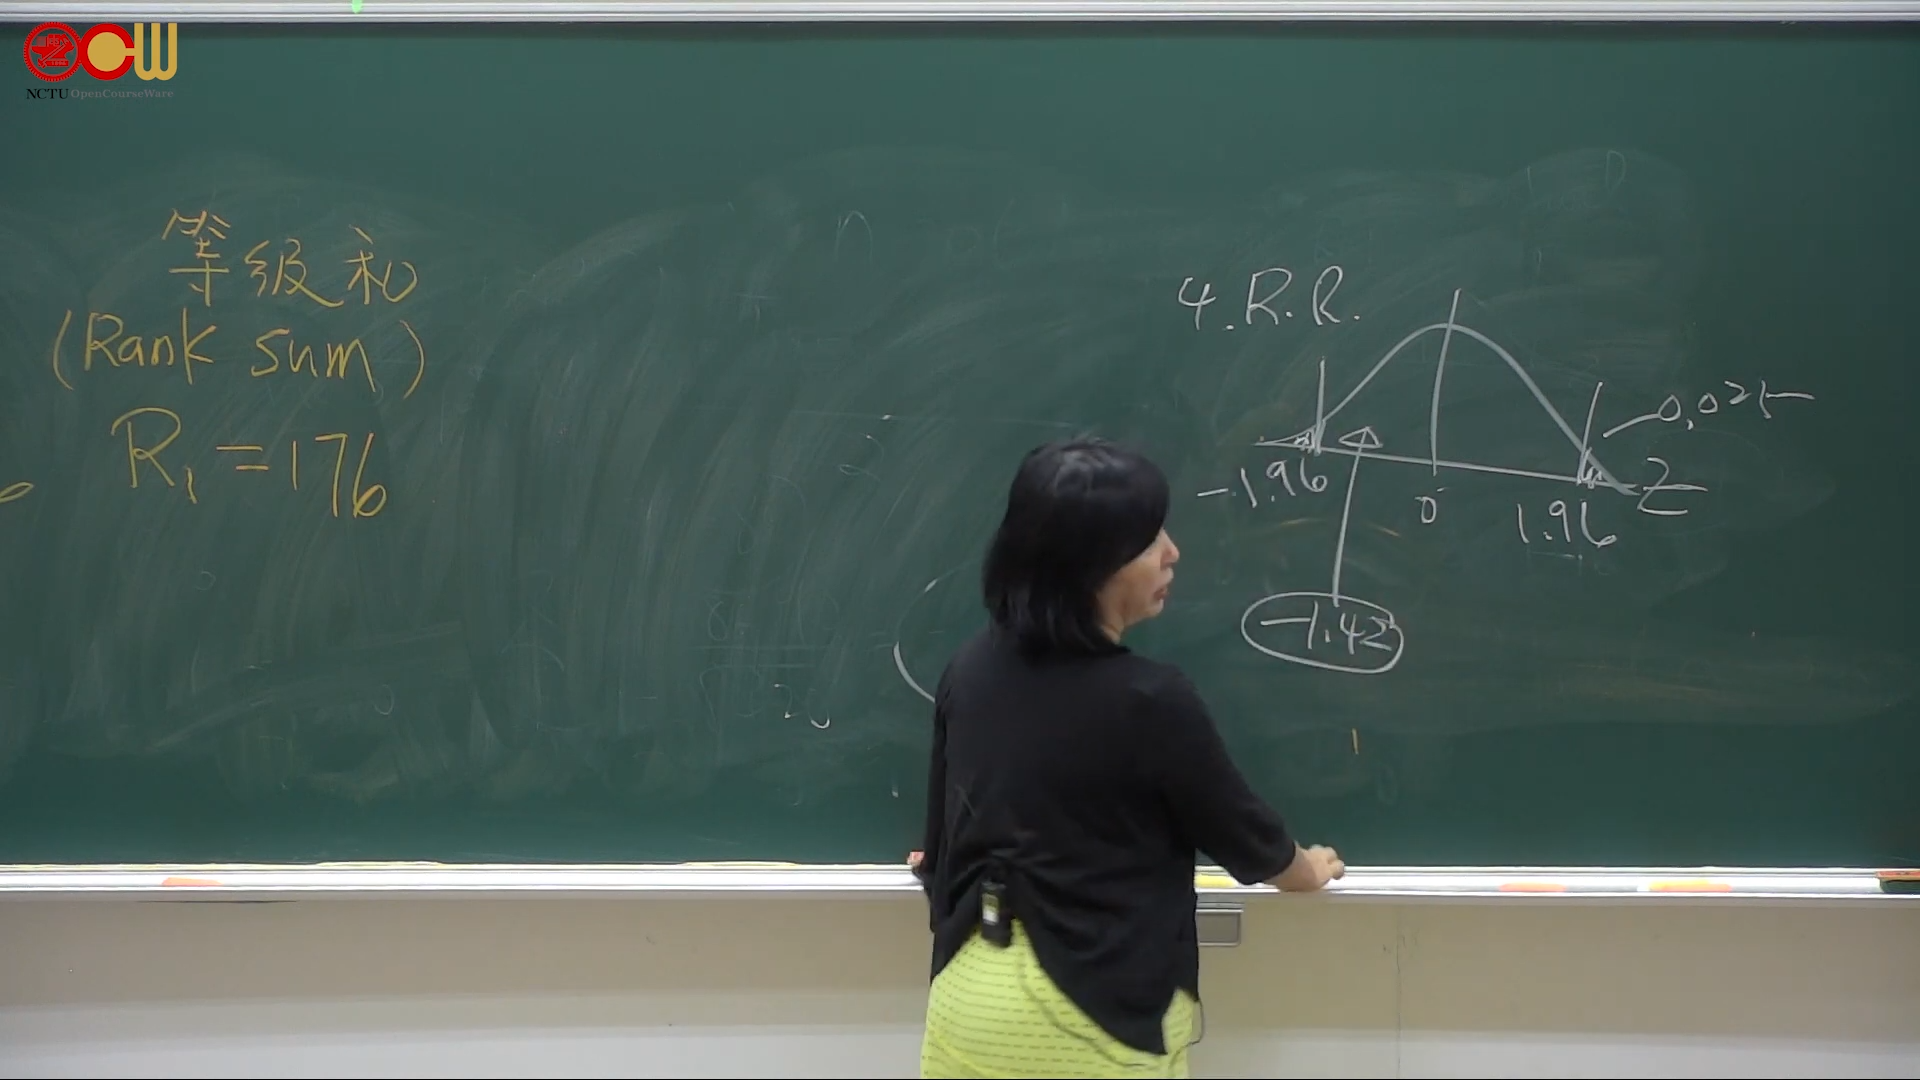 NCTU OpenCourseWare
等級和
(Rank sum)
R₁ = 176
4. R.R.
0.025
-1.96
0
1.96
Z
-1.42